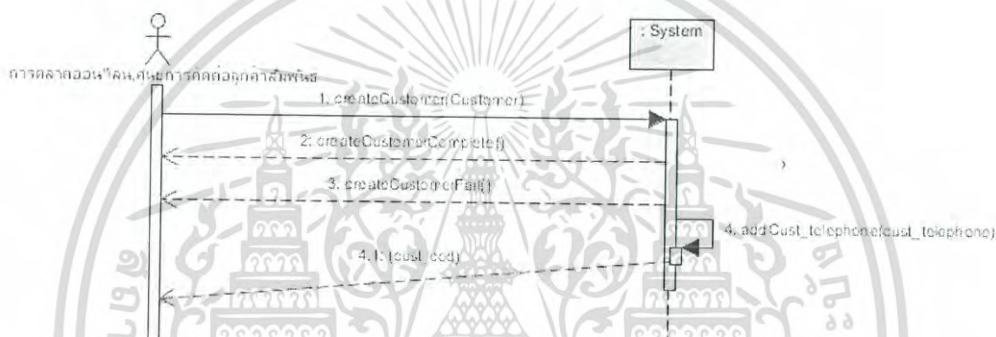 : System
การตลาดออนไลน์,ศูนย์การติดต่อลูกค้าสัมพันธ์
1: createCustomer(Customer)
2: createCustomerComplete()
3: createCustomerFail()
4: addCust_telephone(cust_telephone)
4.1: (cust_cod)